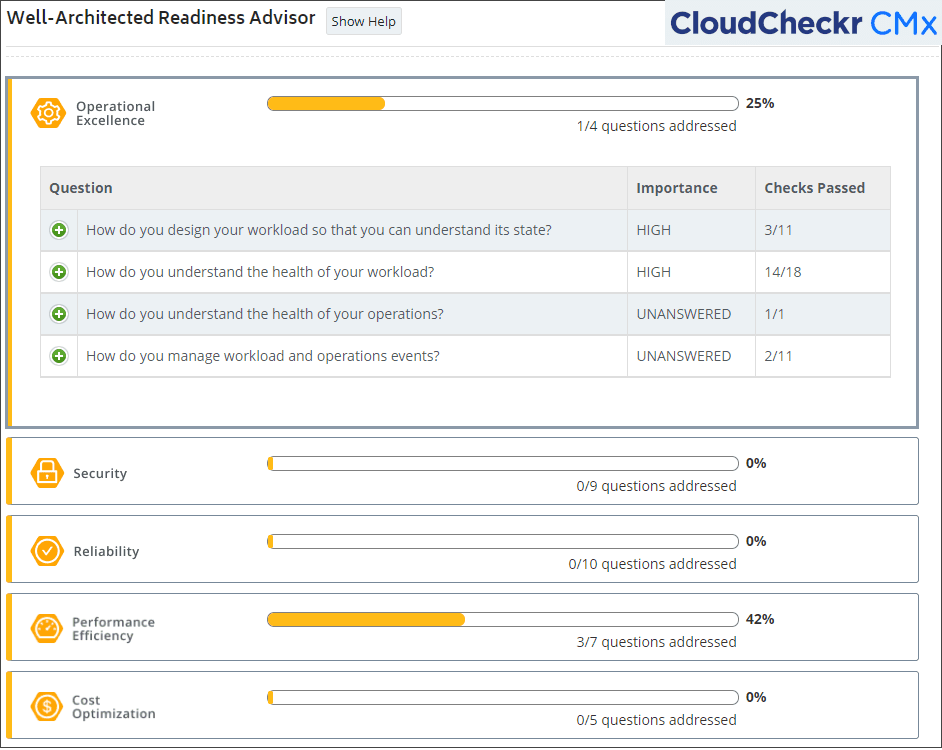 Well-Architected Readiness Advisor Show Help CloudCheckr CMx
Operational
Excellence
25%
1/4 questions addressed
Question Importance Checks Passed
How do you design your workload so that you can understand its state? HIGH 3/11
How do you understand the health of your workload? HIGH 14/18
How do you understand the health of your operations? UNANSWERED 1/1
How do you manage workload and operations events? UNANSWERED 2/11
Security 0%
0/9 questions addressed
Reliability 0%
0/10 questions addressed
Performance
Efficiency
42%
3/7 questions addressed
Cost
Optimization
0%
0/5 questions addressed